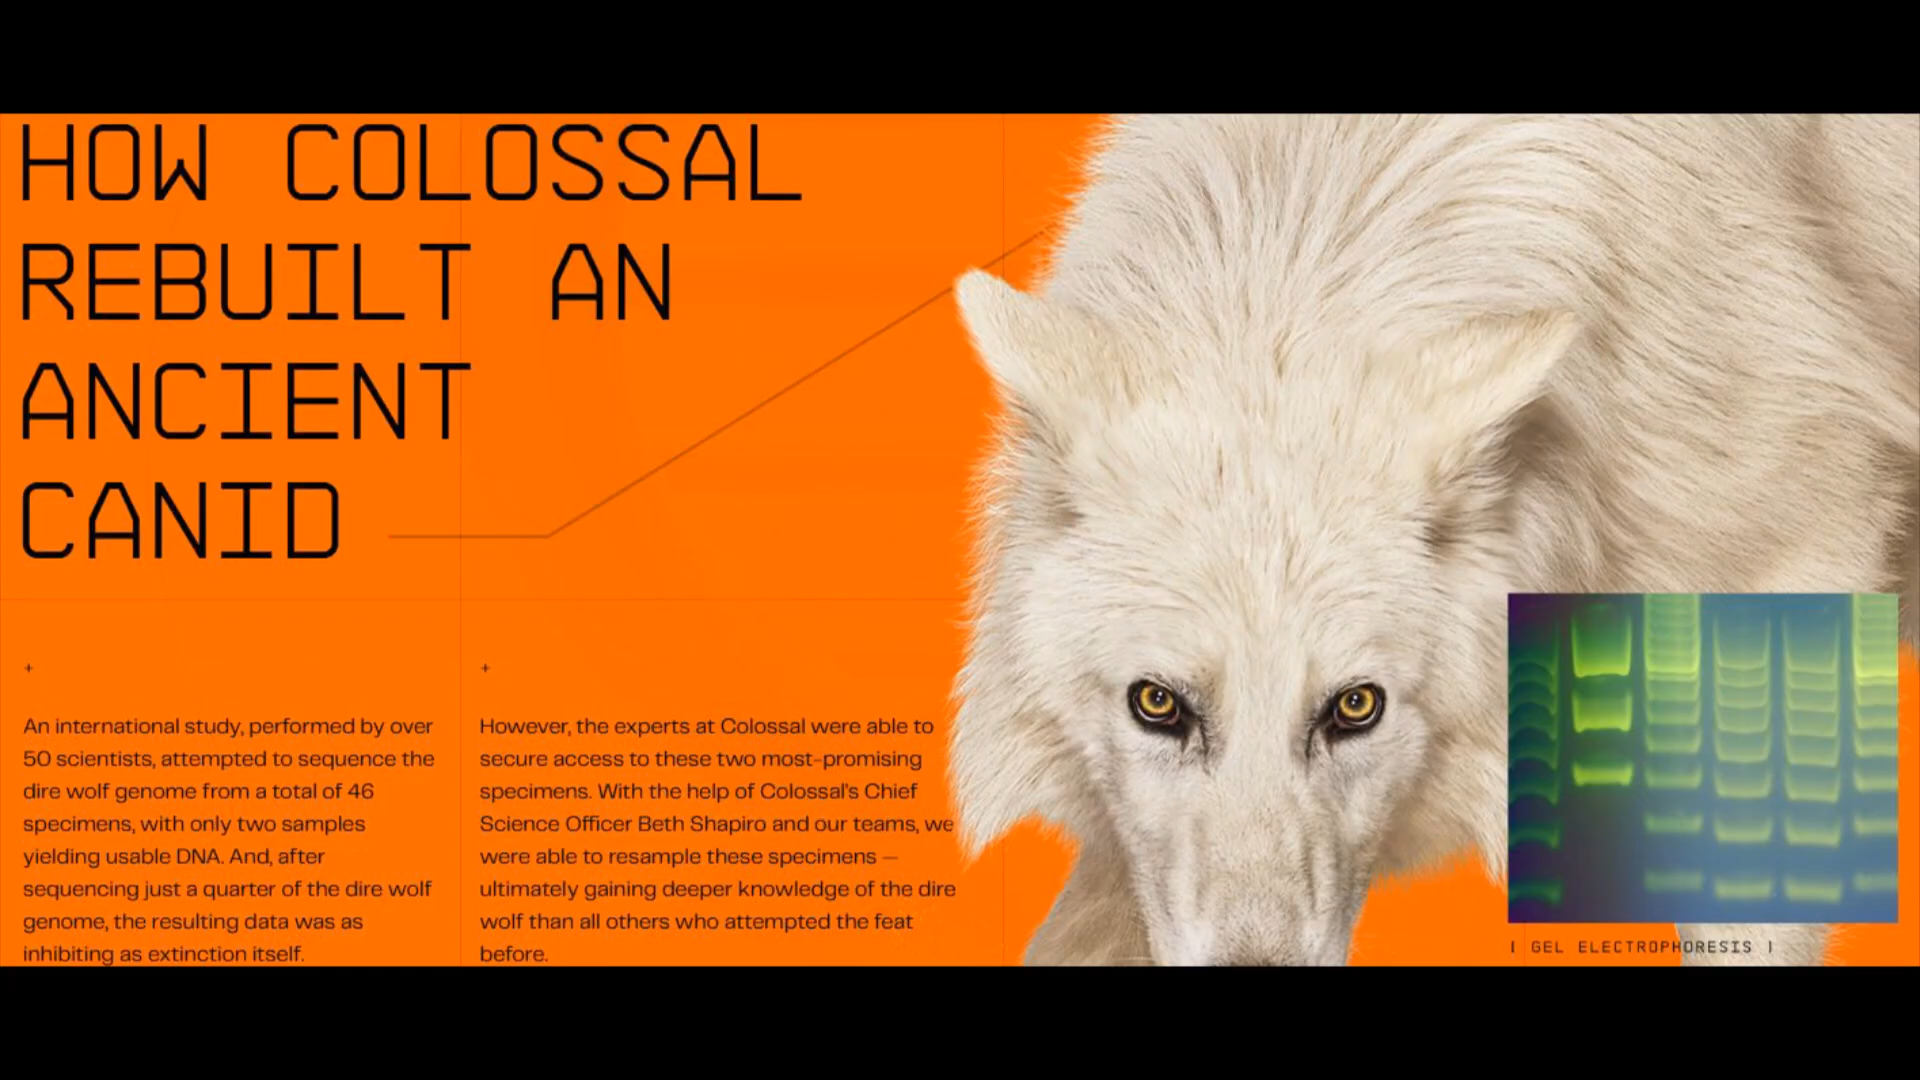 HOW COLOSSAL
REBUILT AN
ANCIENT
CANID
+
An international study, performed by over
50 scientists, attempted to sequence the
dire wolf genome from a total of 46
specimens, with only two samples
yielding usable DNA. And, after
sequencing just a quarter of the dire wolf
genome, the resulting data was as
inhibiting as extinction itself.
+
However, the experts at Colossal were able to
secure access to these two most-promising
specimens. With the help of Colossal's Chief
Science Officer Beth Shapiro and our teams, we
were able to resample these specimens —
ultimately gaining deeper knowledge of the dire
wolf than all others who attempted the feat
before.
| GEL ELECTROPHORESIS |